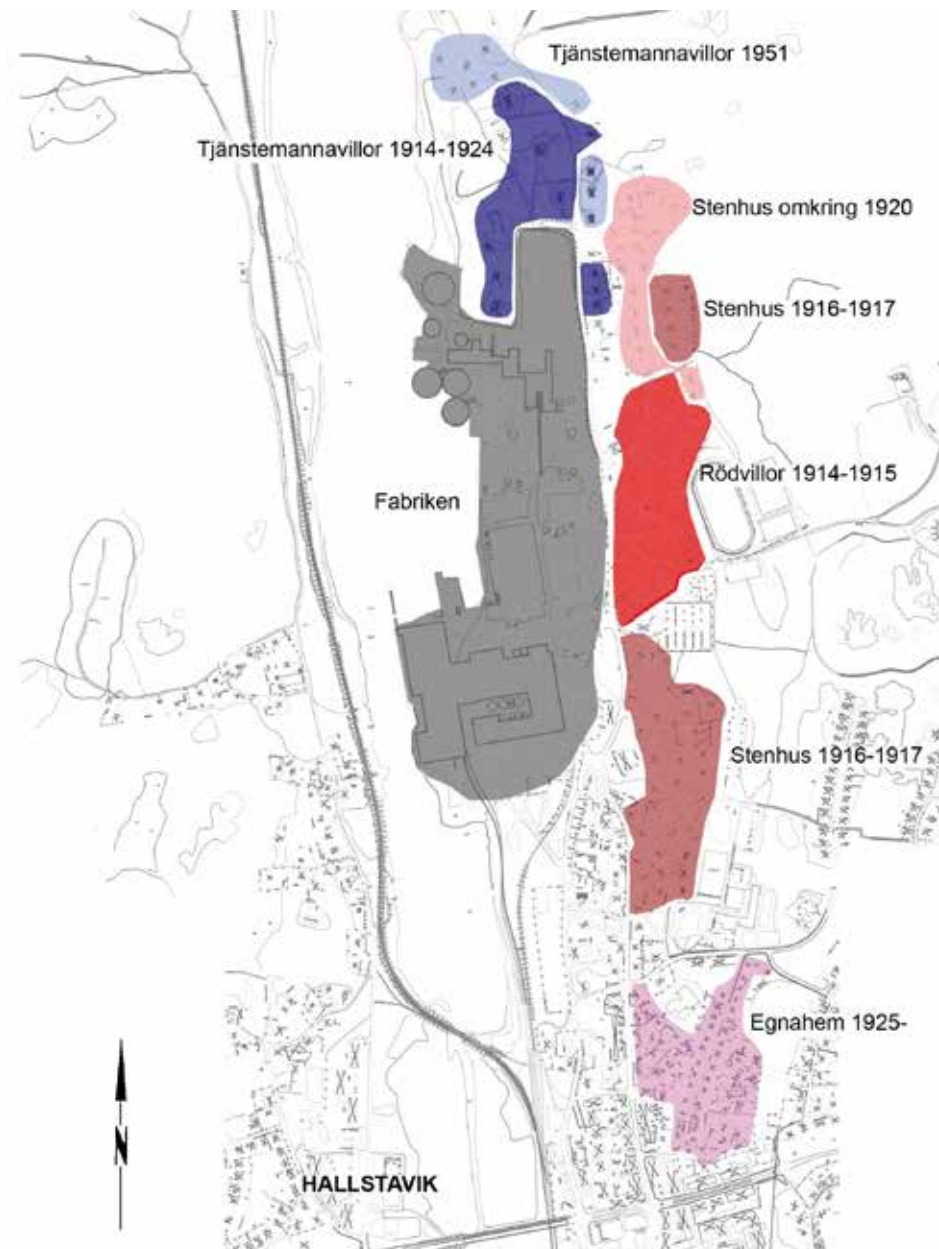 Tjänstemannavillor 1951
Tjänstemannavillor 1914-1924
Stenhus omkring 1920
Stenhus 1916-1917
Rödvillor 1914-1915
Fabriken
Stenhus 1916-1917
Egnahem 1925-
N
HALLSTAVIK